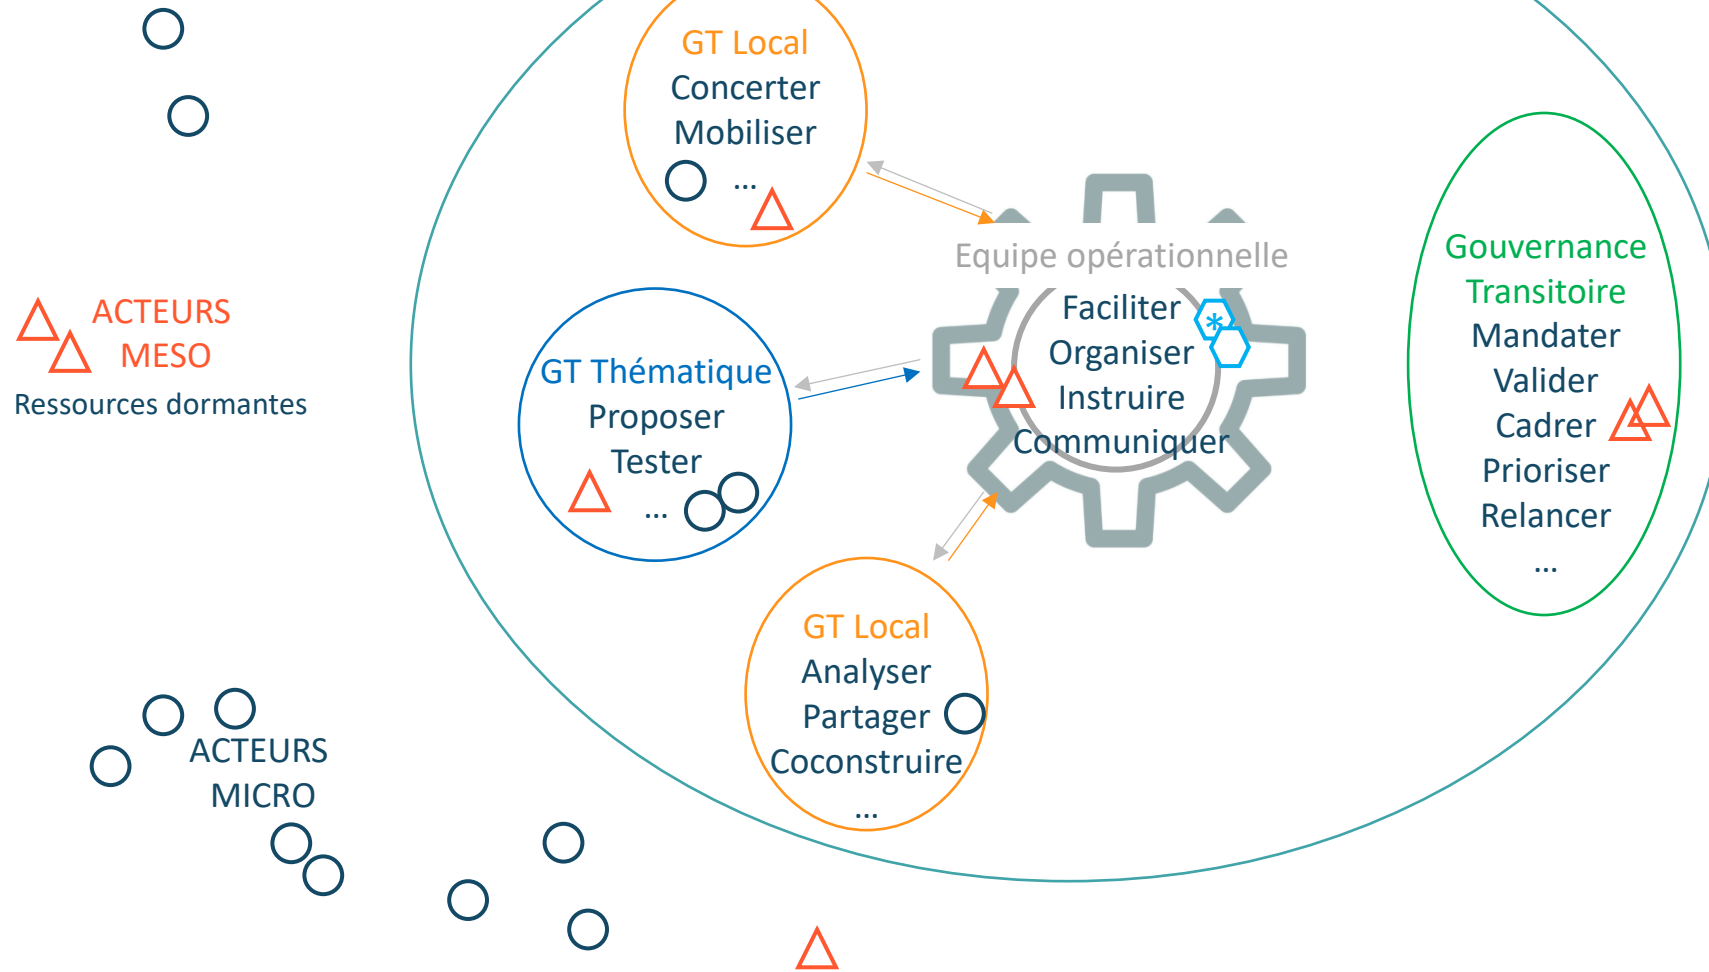 GT Local
Concerter
Mobiliser
...
Equipe opérationnelle
Faciliter
Organiser
Instruire
Communiquer
*
Gouvernance
Transitoire
Mandater
Valider
Cadrer
Prioriser
Relancer
...
ACTEURS
MESO
Ressources dormantes
GT Thématique
Proposer
Tester
...
GT Local
Analyser
Partager
Coconstruire
...
ACTEURS
MICRO